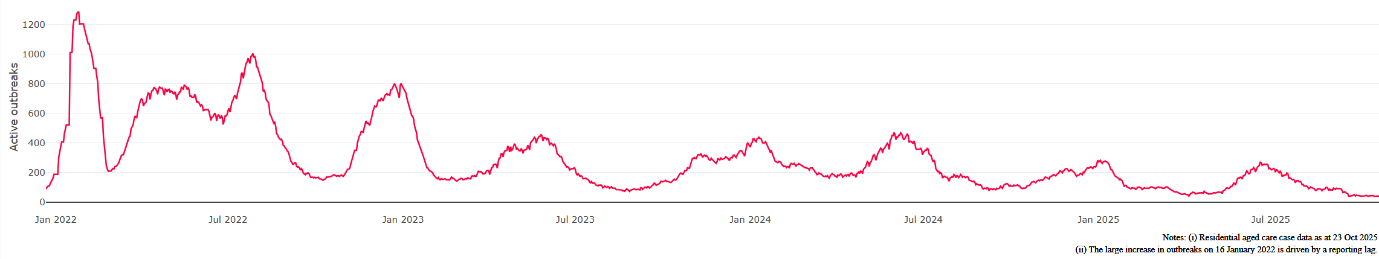 Active outbreaks
1200
1000
800
600
400
200
0
Jan 2022
Jul 2022
Jan 2023
Jul 2023
Jan 2024
Jul 2024
Jan 2025
Jul 2025
Notes: (i) Residential aged care case data as at 23 Oct 2025
(ii) The large increase in outbreaks on 16 January 2022 is driven by a reporting lag.